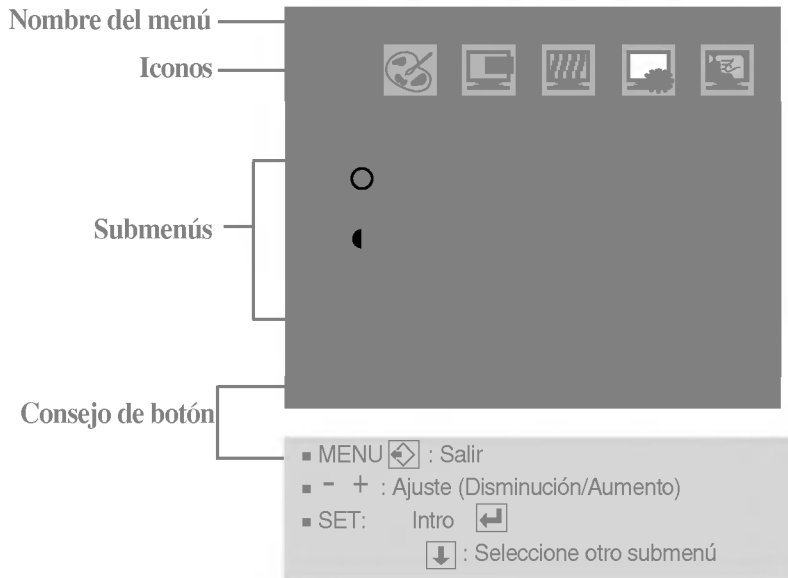 Nombre del menú
Iconos
Submenús
Consejo de botón
■ MENU : Salir
■ - + : Ajuste (Disminución/Aumento)
■ SET: Intro
: Seleccione otro submenú